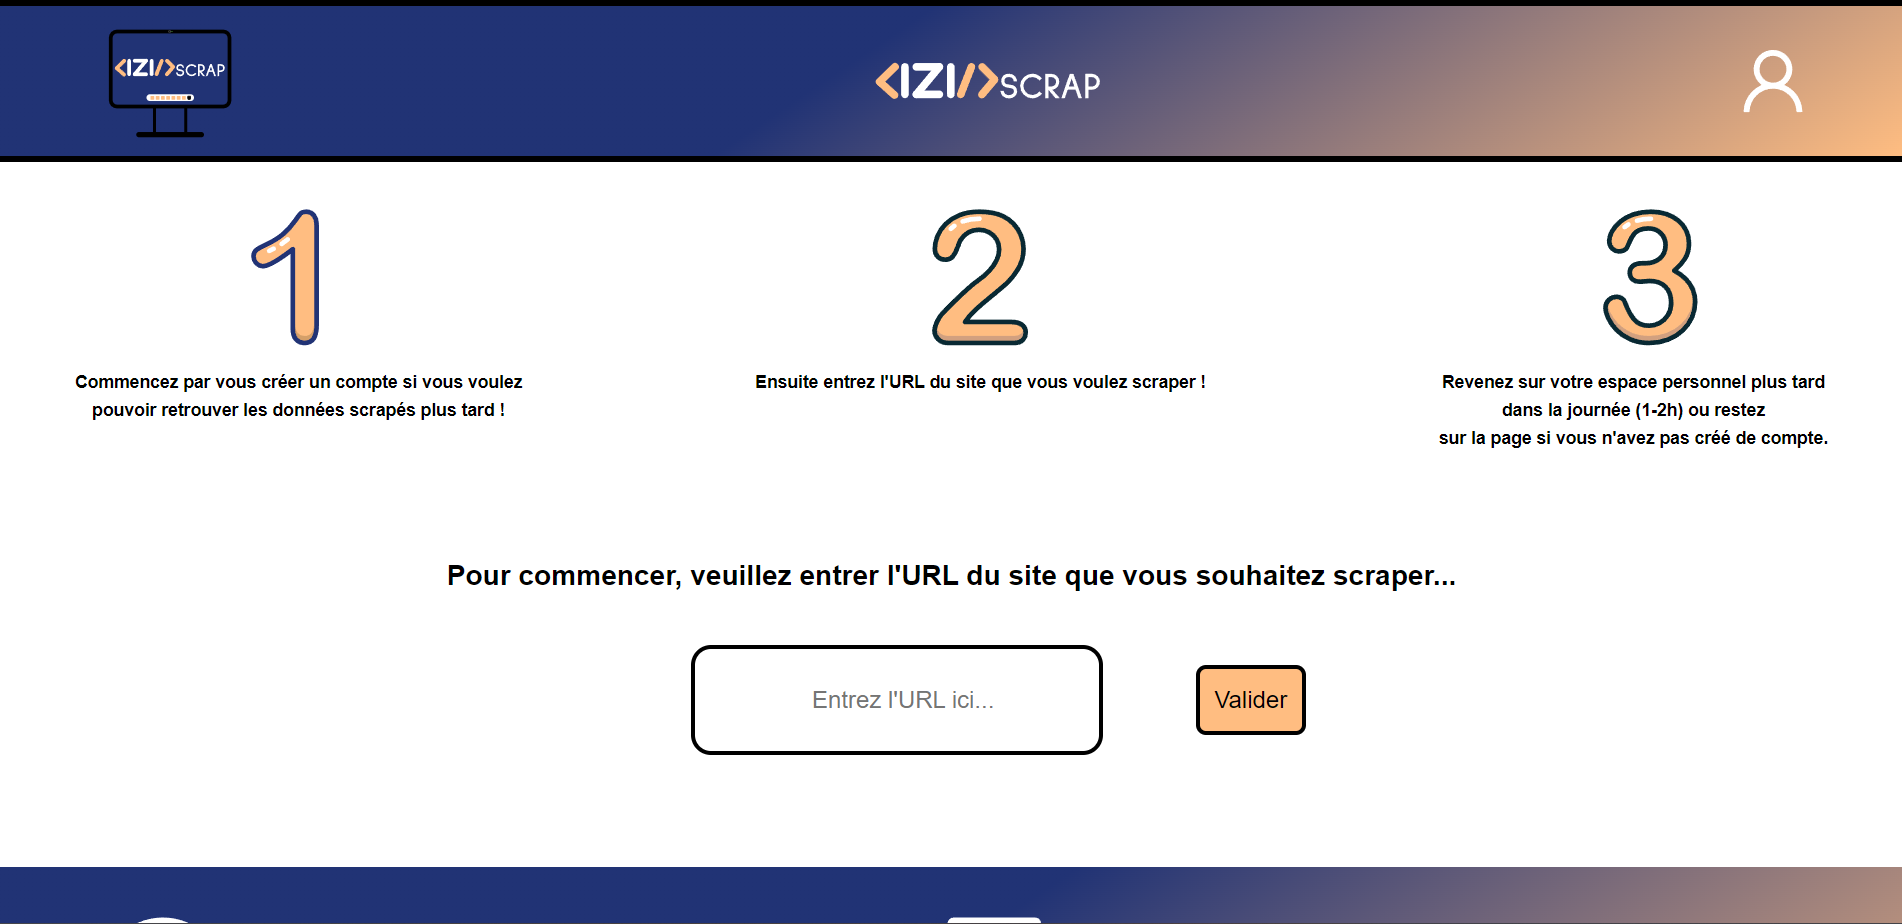 <IZI/>SCRAP
<IZI/>SCRAP
1
2
3
Commencez par vous créer un compte si vous voulez
pouvoir retrouver les données scrapés plus tard !
Ensuite entrez l'URL du site que vous voulez scraper !
Revenez sur votre espace personnel plus tard
dans la journée (1-2h) ou restez
sur la page si vous n'avez pas créé de compte.
Pour commencer, veuillez entrer l'URL du site que vous souhaitez scraper...
Entrez l'URL ici...
Valider